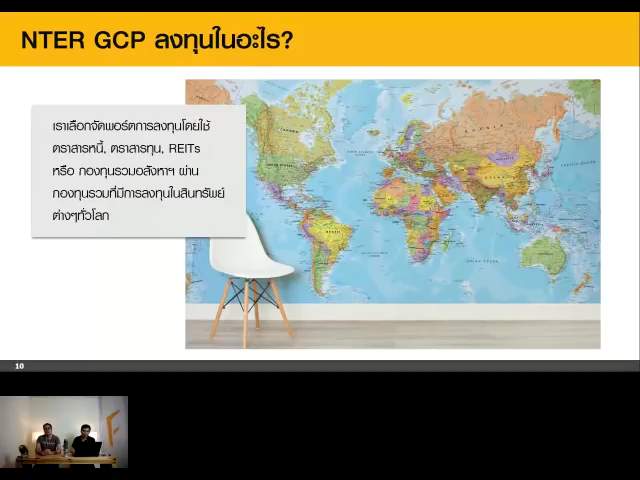 NTER GCP ลงทุนในอะไร?
เราเลือกจัดพอร์ตการลงทุนโดยใช้
ตราสารหนี้, ตราสารทุน, REITs
หรือ กองทุนรวมอสังหาฯ ผ่าน
กองทุนรวมที่มีการลงทุนในสินทรัพย์
ต่างๆทั่วโลก
CANADA
RUSSIA
BRAZIL
INDIAN OCEAN
10
F